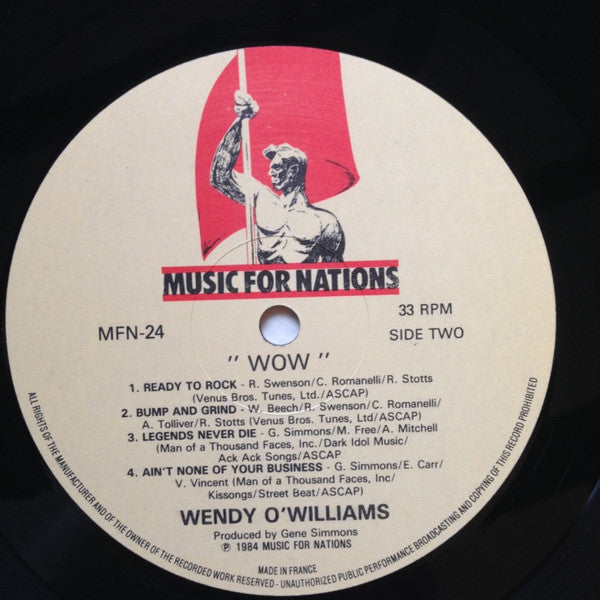 MUSIC FOR NATIONS
33 RPM
MFN-24
SIDE TWO
" WOW "
1. READY TO ROCK - R. Swenson/C. Romanelli/R. Stotts
(Venus Bros. Tunes, Ltd./ASCAP)
2. BUMP AND GRIND - W. Beech/R. Swenson/C. Romanelli/
A. Tolliver/R. Stotts (Venus Bros. Tunes, Ltd/ASCAP)
3. LEGENDS NEVER DIE - G. Simmons/M. Free/A. Mitchell
(Man of a Thousand Faces, Inc./Dark Idol Music/
Ack Ack Songs/ASCAP
4. AIN'T NONE OF YOUR BUSINESS - G. Simmons/E. Carr/
V. Vincent (Man of a Thousand Faces, Inc/
Kissongs/Street Beat/ASCAP)
WENDY O'WILLIAMS
Produced by Gene Simmons
℗ 1984 MUSIC FOR NATIONS
MADE IN FRANCE
ALL RIGHTS OF THE MANUFACTURER AND OF THE OWNER OF THE RECORDED WORK RESERVED - UNAUTHORIZED PUBLIC PERFORMANCE BROADCASTING AND COPYING OF THIS RECORD PROHIBITED